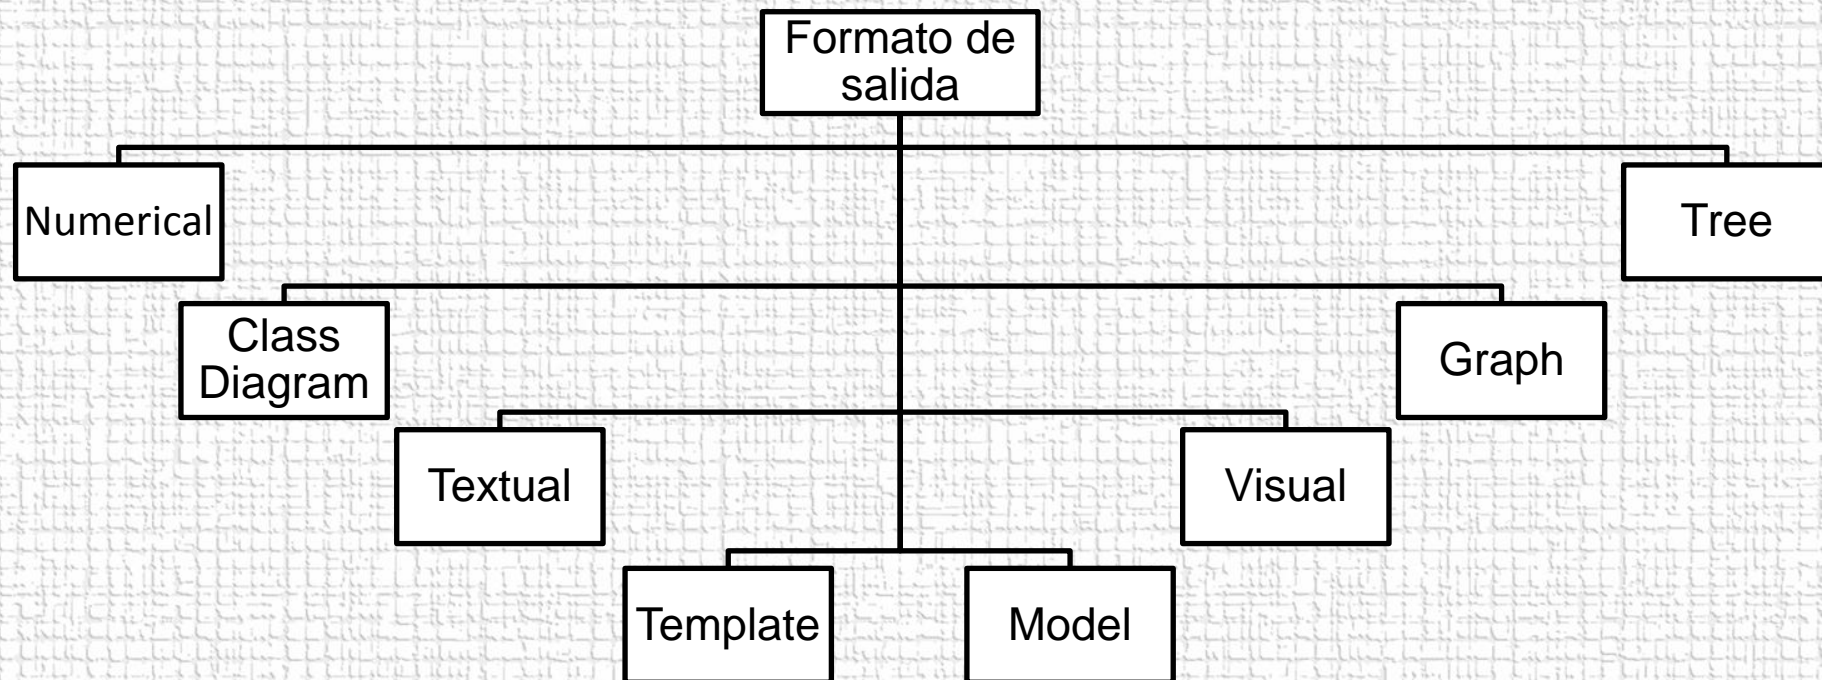 Formato de
salida
Numerical
Tree
Class
Diagram
Graph
Textual
Visual
Template
Model